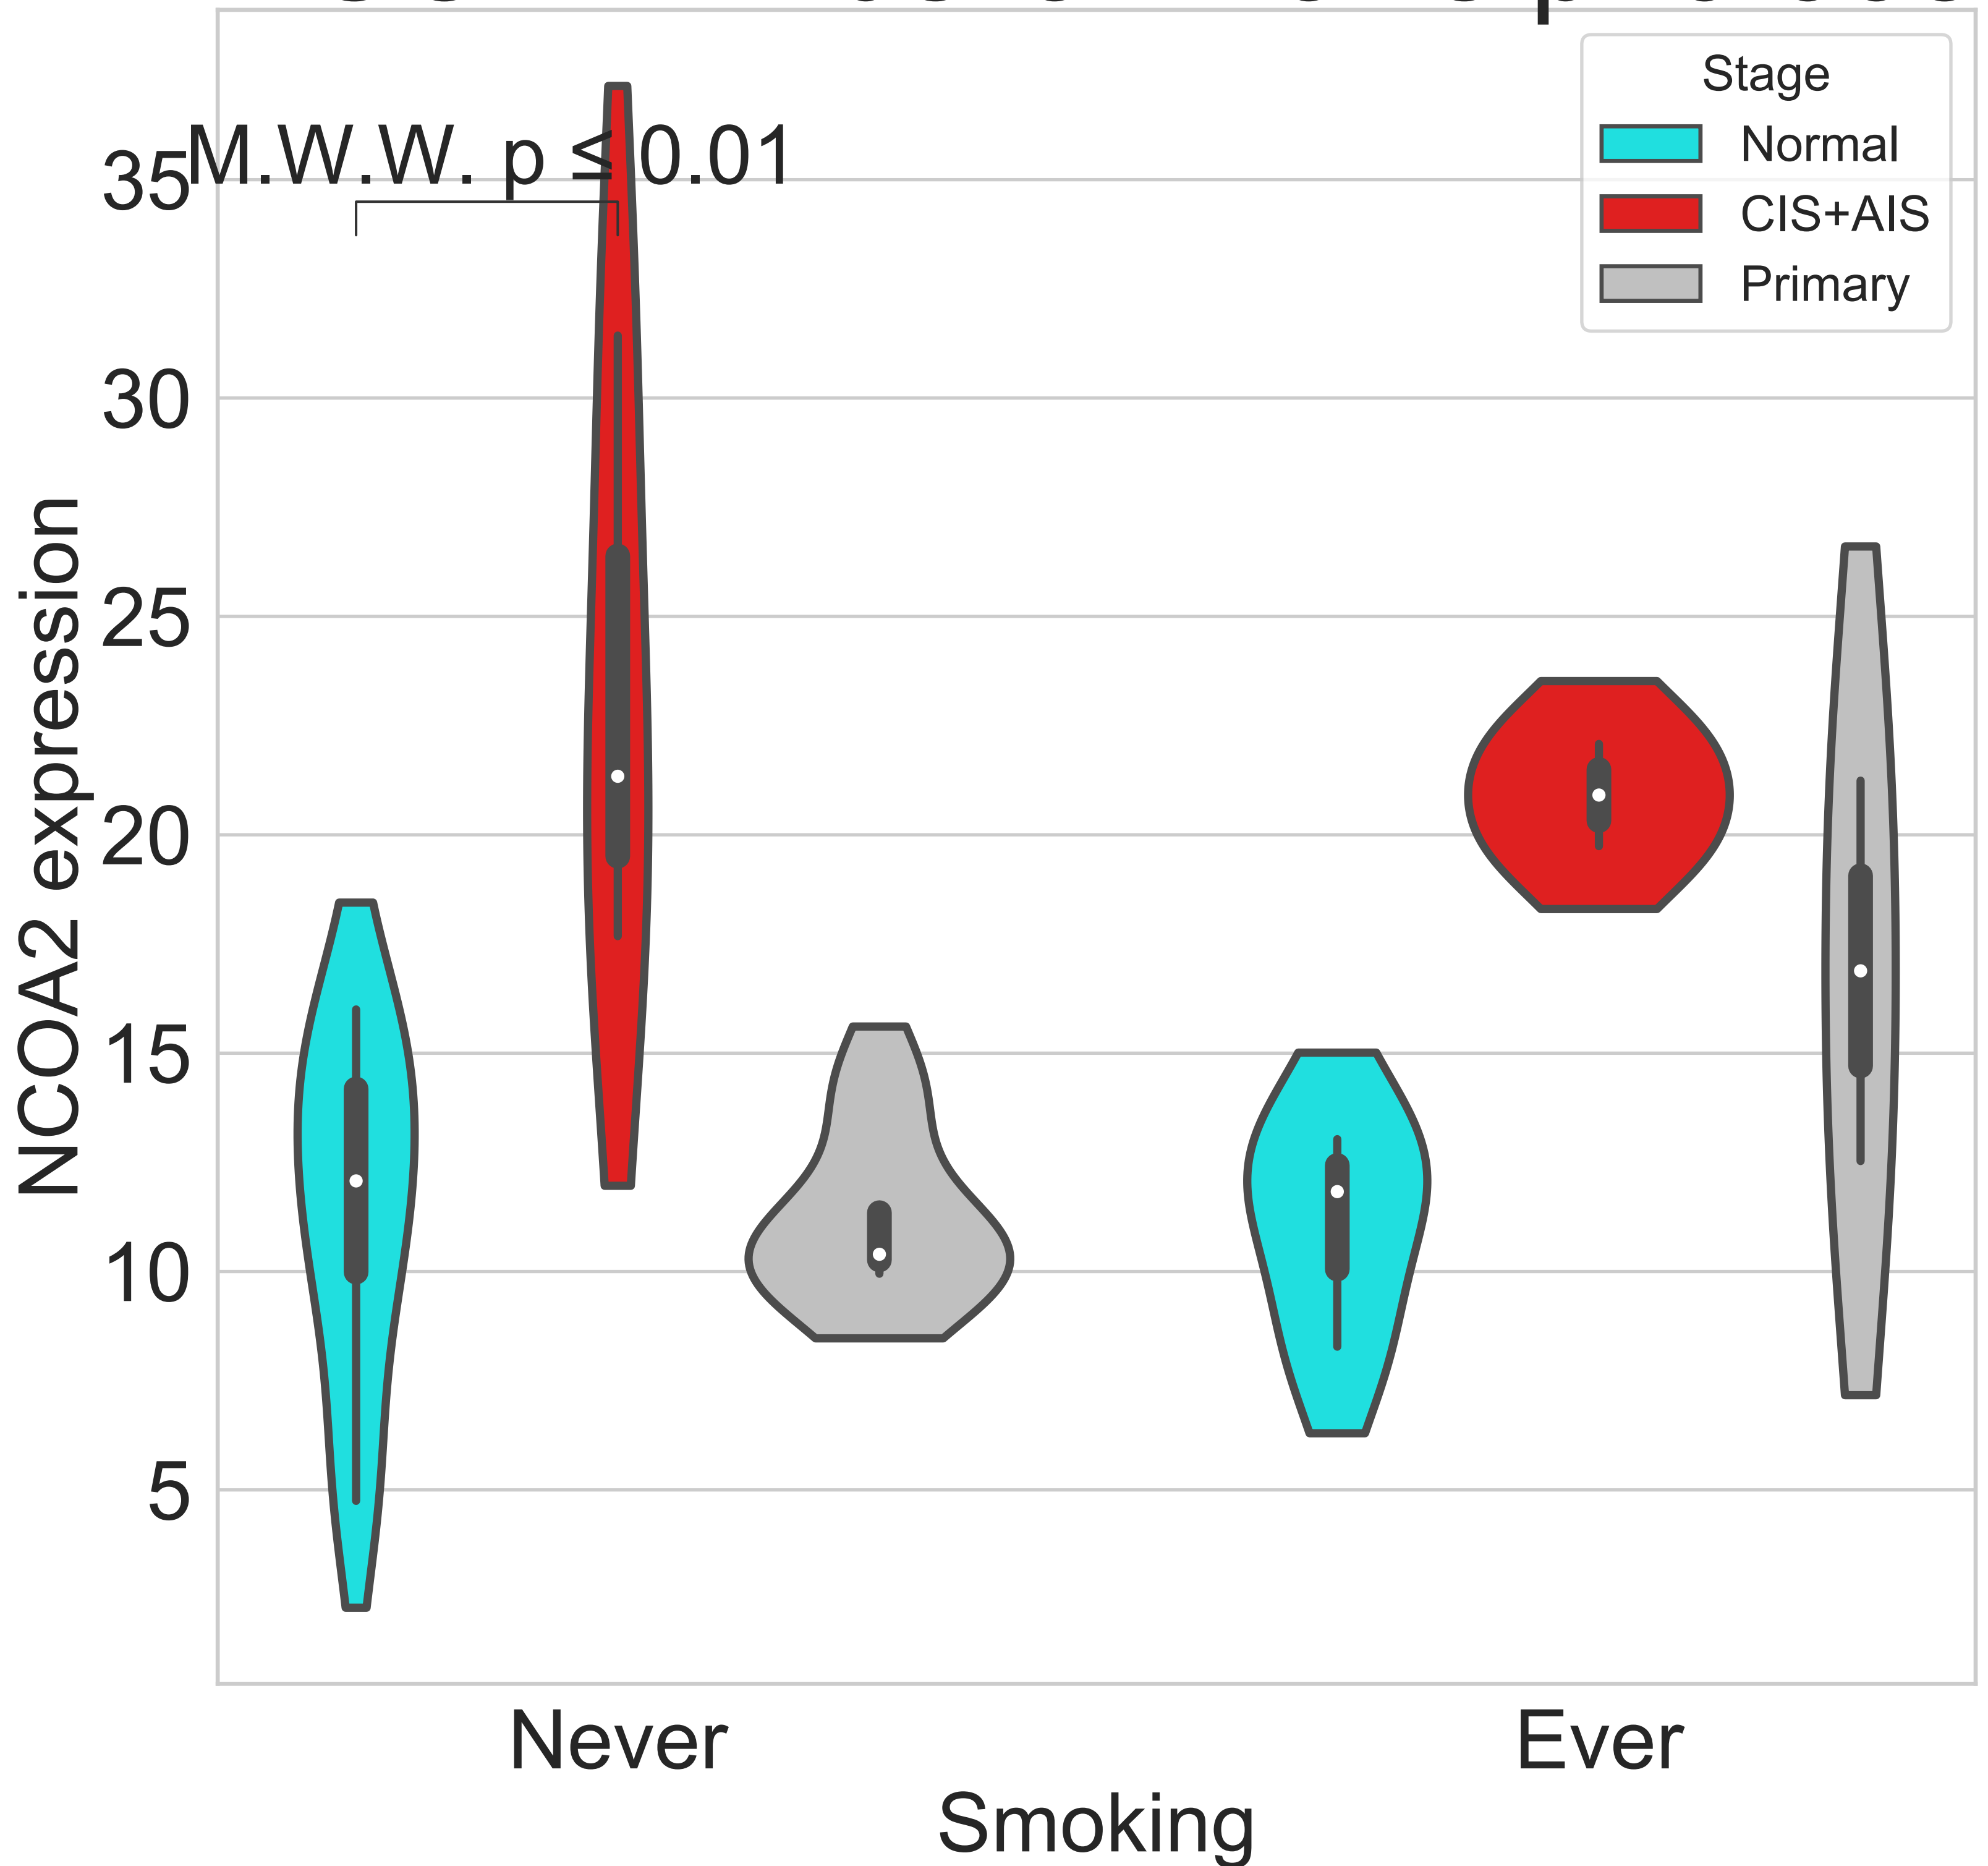 Stage
Normal
CIS+AIS
Primary
M.W.W. p ≤ 0.01
35
30
25
20
15
10
5
NCOA2 expression
Never
Ever
Smoking